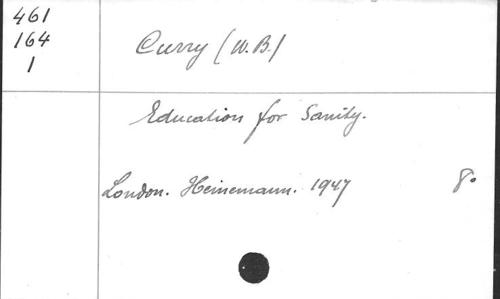 461
164
1
Curry (W.B.)
Education for Sanity.
London. Heinemann. 1947 8°